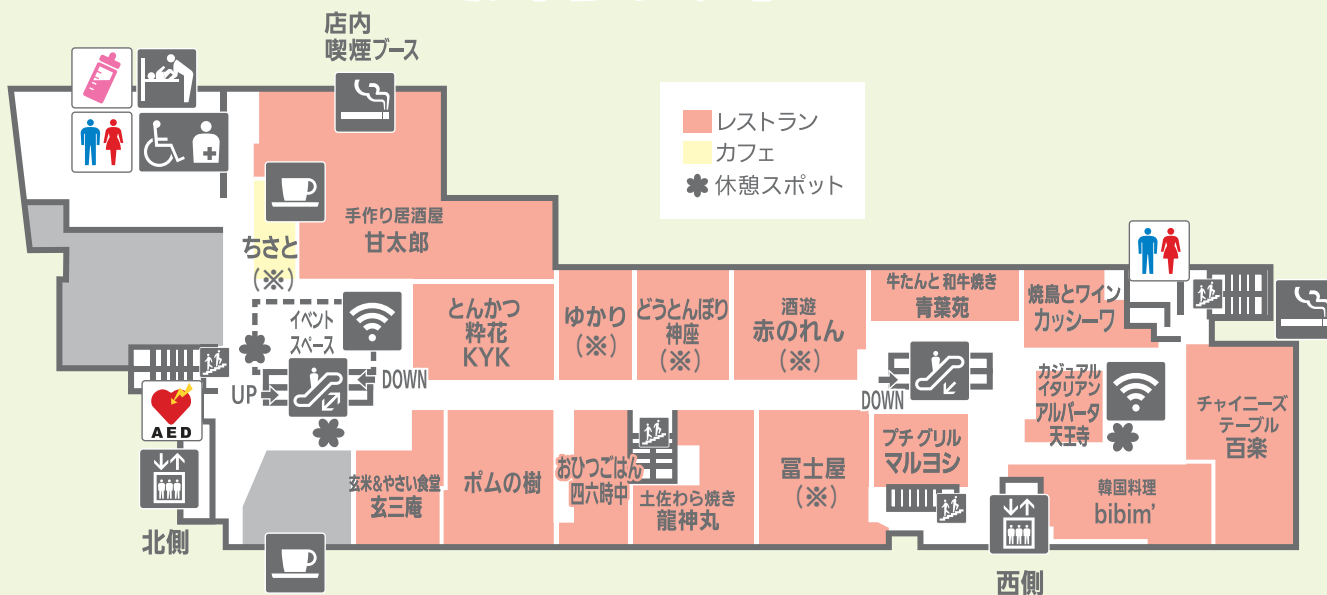 店内
喫煙ブース
レストラン
カフェ
休憩スポット
手作り居酒屋
甘太郎
ちさと
(※)
イベント
スペース
UP
DOWN
とんかつ
粋花
KYK
ゆかり
(※)
どうとんぼり
神座
(※)
酒遊
赤のれん
(※)
牛たんと和牛焼き
青葉苑
焼鳥とワイン
カッシーワ
DOWN
カジュアル
イタリアン
アルバータ
天王寺
チャイニーズ
テーブル
百楽
AED
北側
玄米&やさい食堂
玄三庵
ポムの樹
おひつごはん
四六時中
土佐わら焼き
龍神丸
冨士屋
(※)
プチグリル
マルヨシ
韓国料理
bibim'
西側